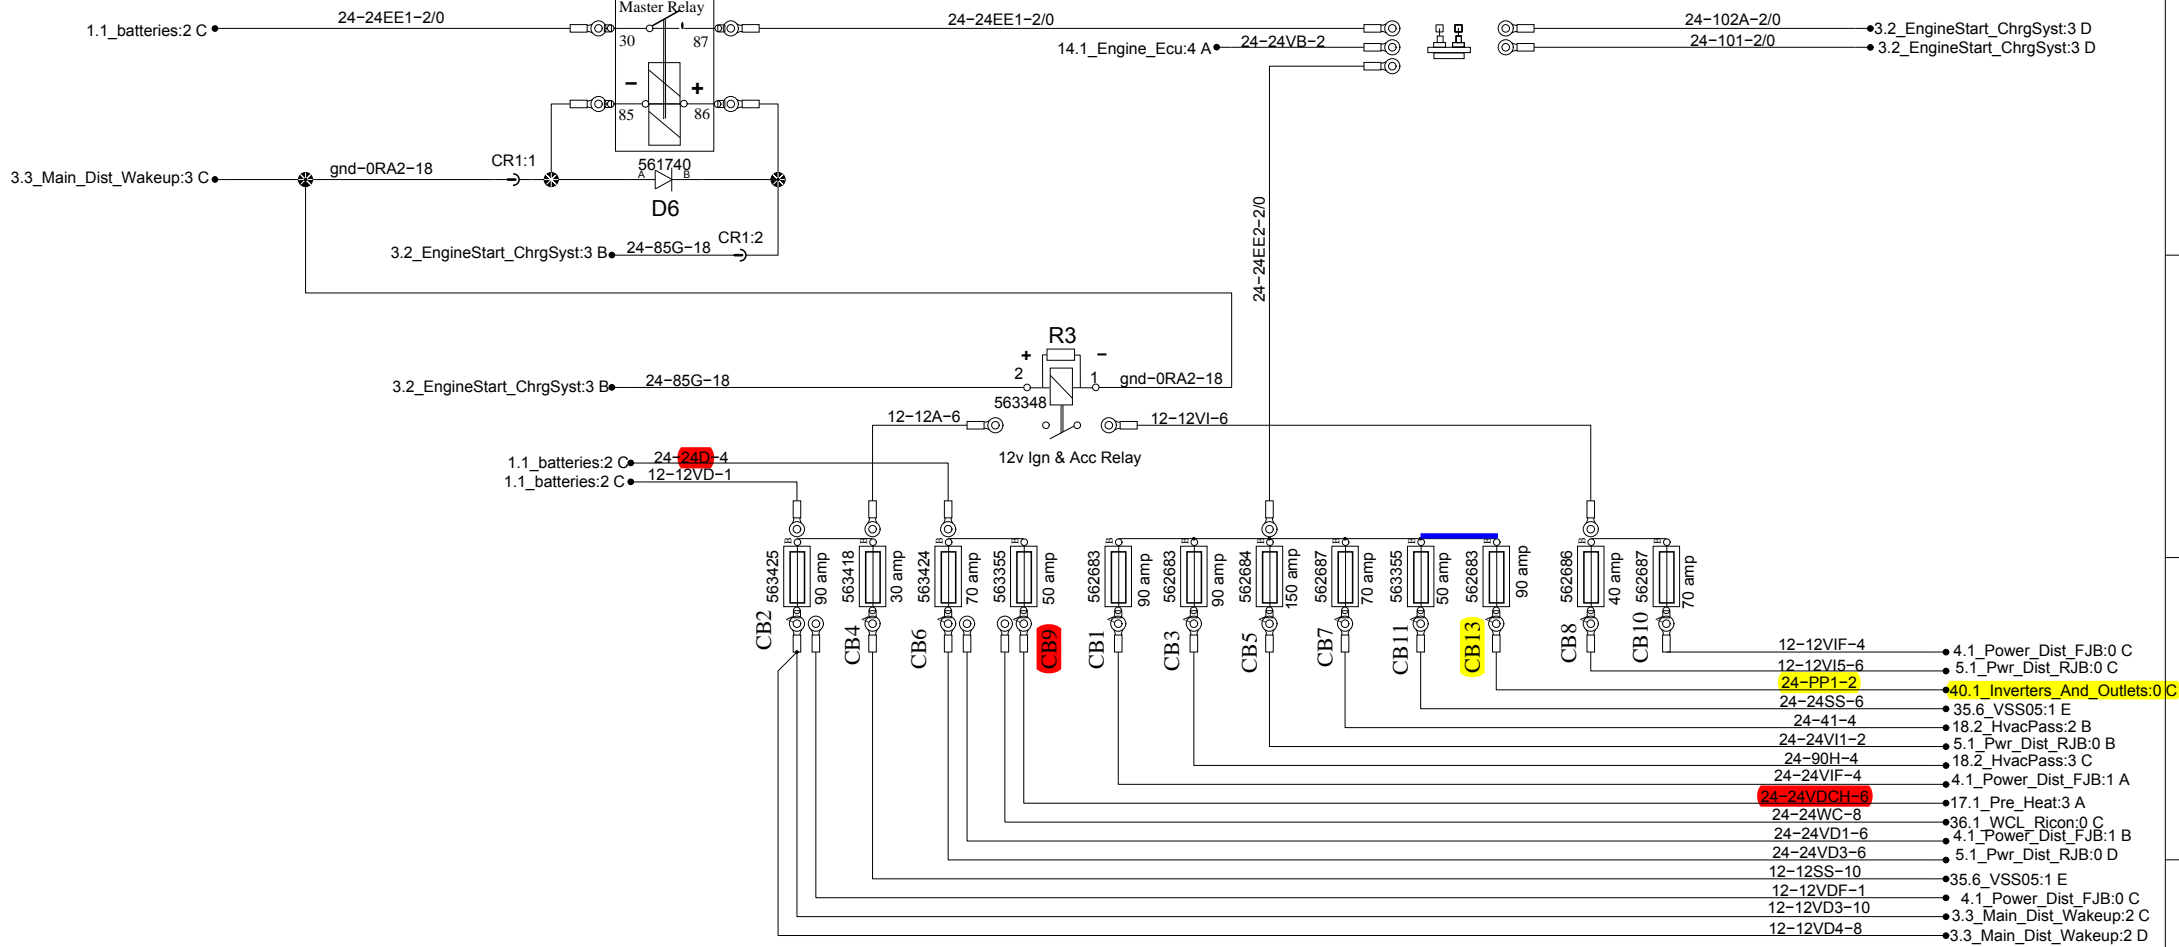 Master Relay
24-24EE1-2/0
24-24EE1-2/0
24-102A-2/0
1.1_batteries:2 C
30
87
3.2_EngineStart_ChrgSyst:3 D
14.1_Engine_Ecu:4 A
24-24VB-2
24-101-2/0
3.2_EngineStart_ChrgSyst:3 D
− +
85
86
CR1:1
561740
3.3_Main_Dist_Wakeup:3 C
gnd-0RA2-18
A
B
D6
CR1:2
3.2_EngineStart_ChrgSyst:3 B
24-85G-18
24-24EE2-2/0
R3
+ −
2
1
3.2_EngineStart_ChrgSyst:3 B
24-85G-18
gnd-0RA2-18
563348
12-12A-6
12-12VI-6
12v Ign & Acc Relay
1.1_batteries:2 C
24-24D-4
1.1_batteries:2 C
12-12VD-1
B B B B B B B B B B B B
563425
90 amp
563418
30 amp
563424
70 amp
563355
50 amp
562683
90 amp
562683
90 amp
562684
150 amp
562687
70 amp
563355
50 amp
562683
90 amp
562686
40 amp
562687
70 amp
CB2
CB4
CB6
CB9
CB1
CB3
CB5
CB7
CB11
CB13
CB8
CB10
12-12VIF-4
4.1_Power_Dist_FJB:0 C
12-12VI5-6
5.1_Pwr_Dist_RJB:0 C
24-PP1-2
40.1_Inverters_And_Outlets:0 C
24-24SS-6
35.6_VSS05:1 E
24-41-4
18.2_HvacPass:2 B
24-24VI1-2
5.1_Pwr_Dist_RJB:0 B
24-90H-4
18.2_HvacPass:3 C
24-24VIF-4
4.1_Power_Dist_FJB:1 A
24-24VDCH-6
17.1_Pre_Heat:3 A
24-24WC-8
36.1_WCL_Ricon:0 C
24-24VD1-6
4.1_Power_Dist_FJB:1 B
24-24VD3-6
5.1_Pwr_Dist_RJB:0 D
12-12SS-10
35.6_VSS05:1 E
12-12VDF-1
4.1_Power_Dist_FJB:0 C
12-12VD3-10
3.3_Main_Dist_Wakeup:2 C
12-12VD4-8
3.3_Main_Dist_Wakeup:2 D